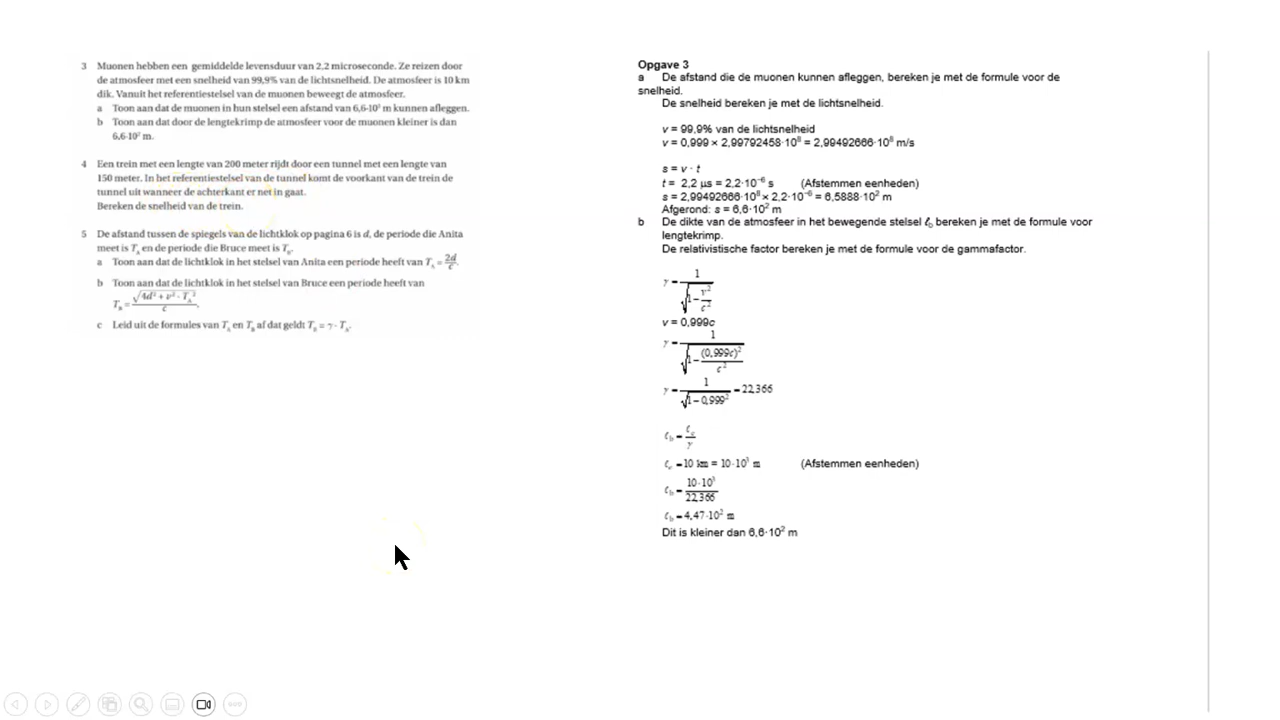 3 Muonen hebben een gemiddelde levensduur van 2,2 microseconde. Ze reizen door
de atmosfeer met een snelheid van 99,9% van de lichtsnelheid. De atmosfeer is 10 km
dik. Vanuit het referentiestelsel van de muonen beweegt de atmosfeer.
a Toon aan dat de muonen in hun stelsel een afstand van 6,6·10² m kunnen afleggen.
b Toon aan dat door de lengtekrimp de atmosfeer voor de muonen kleiner is dan
6,6·10² m.
4 Een trein met een lengte van 200 meter rijdt door een tunnel met een lengte van
150 meter. In het referentiestelsel van de tunnel komt de voorkant van de trein de
tunnel uit wanneer de achterkant er net in gaat.
Bereken de snelheid van de trein.
5 De afstand tussen de spiegels van de lichtklok op pagina 6 is d, de periode die Anita
meet is T_A en de periode die Bruce meet is T_B.
a Toon aan dat de lichtklok in het stelsel van Anita een periode heeft van T_A = 2d/c.
b Toon aan dat de lichtklok in het stelsel van Bruce een periode heeft van
T_B = √(4d² + v² · T_B²)/c.
c Leid uit de formules van T_A en T_B af dat geldt T_B = γ · T_A.
Opgave 3
a De afstand die de muonen kunnen afleggen, bereken je met de formule voor de
snelheid.
De snelheid bereken je met de lichtsnelheid.
v = 99,9% van de lichtsnelheid
v = 0,999 × 2,99792458·10⁸ = 2,99492666·10⁸ m/s
s = v · t
t = 2,2 µs = 2,2·10⁻⁶ s (Afstemmen eenheden)
s = 2,99492666·10⁸ × 2,2·10⁻⁶ = 6,5888·10² m
Afgerond: s = 6,6·10² m
b De dikte van de atmosfeer in het bewegende stelsel ℓ_b bereken je met de formule voor
lengtekrimp.
De relativistische factor bereken je met de formule voor de gammafactor.
γ = 1/√(1 − v²/c²)
v = 0,999c
γ = 1/√(1 − (0,999c)²/c²)
γ = 1/√(1 − 0,999²) = 22,366
ℓ_b = ℓ_e/γ
ℓ_e = 10 km = 10·10³ m (Afstemmen eenheden)
ℓ_b = 10·10³/22,366
ℓ_b = 4,47·10² m
Dit is kleiner dan 6,6·10² m